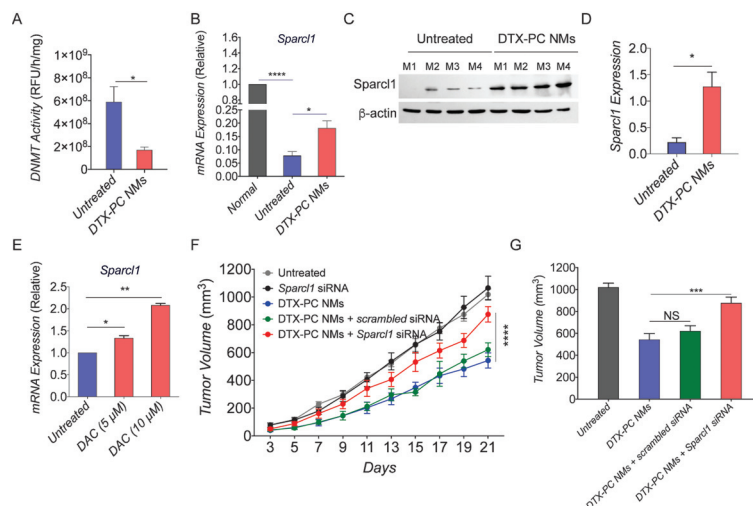 A
DNMT Activity (RFU/h/mg)
1×10⁹
8×10⁸
6×10⁸
4×10⁸
2×10⁸
0
*
Untreated
DTX-PC NMs
B
Sparcl1
mRNA Expression (Relative)
1.5
1.0
0.5
0.20
0.15
0.10
0.05
0.00
****
*
Normal
Untreated
DTX-PC NMs
C
Untreated
DTX-PC NMs
M1 M2 M3 M4 M1 M2 M3 M4
Sparcl1
β-actin
D
Sparcl1 Expression
2.0
1.5
1.0
0.5
0.0
*
Untreated
DTX-PC NMs
E
Sparcl1
mRNA Expression (Relative)
2.5
2.0
1.5
1.0
0.5
0.0
**
*
Untreated
DAC (5 μM)
DAC (10 μM)
F
Tumor Volume (mm³)
1200
1000
800
600
400
200
0
Untreated
Sparcl1 siRNA
DTX-PC NMs
DTX-PC NMs + scrambled siRNA
DTX-PC NMs + Sparcl1 siRNA
****
3 5 7 9 11 13 15 17 19 21
Days
G
Tumor Volume (mm³)
1200
1000
800
600
400
200
0
***
NS
Untreated
DTX-PC NMs
DTX-PC NMs + scrambled siRNA
DTX-PC NMs + Sparcl1 siRNA